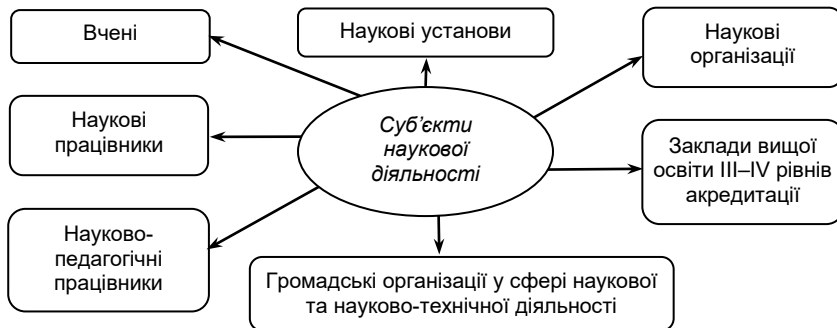 Вчені
Наукові установи
Наукові
організації
Наукові
працівники
Суб’єкти
наукової
діяльності
Заклади вищої
освіти III–IV рівнів
акредитації
Науково-
педагогічні
працівники
Громадські організації у сфері наукової
та науково-технічної діяльності